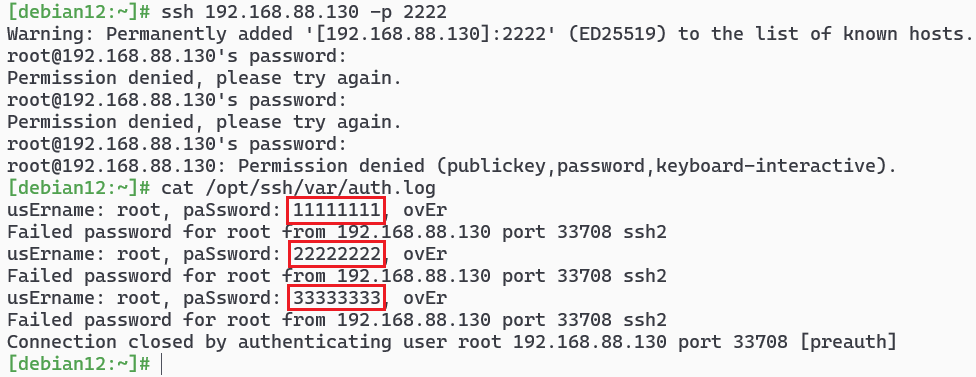 [debian12:~]# ssh 192.168.88.130 -p 2222
Warning: Permanently added '[192.168.88.130]:2222' (ED25519) to the list of known hosts.
root@192.168.88.130's password:
Permission denied, please try again.
root@192.168.88.130's password:
Permission denied, please try again.
root@192.168.88.130's password:
root@192.168.88.130: Permission denied (publickey,password,keyboard-interactive).
[debian12:~]# cat /opt/ssh/var/auth.log
usErname: root, paSsword: 11111111, ovEr
Failed password for root from 192.168.88.130 port 33708 ssh2
usErname: root, paSsword: 22222222, ovEr
Failed password for root from 192.168.88.130 port 33708 ssh2
usErname: root, paSsword: 33333333, ovEr
Failed password for root from 192.168.88.130 port 33708 ssh2
Connection closed by authenticating user root 192.168.88.130 port 33708 [preauth]
[debian12:~]#